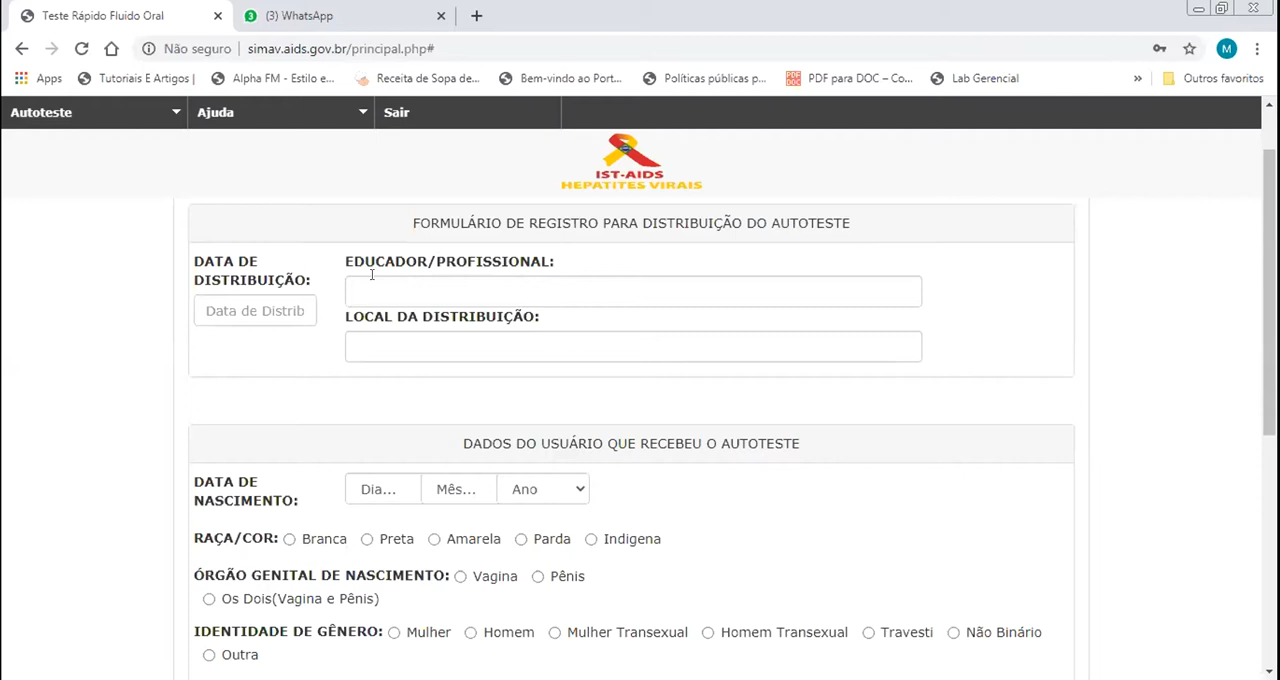 Teste Rápido Fluido Oral
3 (3) WhatsApp
Não seguro simav.aids.gov.br/principal.php#
M
Apps Tutoriais E Artigos | Alpha FM - Estilo e... Receita de Sopa de... Bem-vindo ao Port... Políticas públicas p... PDF DOC PDF para DOC – Co... Lab Gerencial » Outros favoritos
Autoteste Ajuda Sair
IST-AIDS
HEPATITES VIRAIS
FORMULÁRIO DE REGISTRO PARA DISTRIBUIÇÃO DO AUTOTESTE
DATA DE DISTRIBUIÇÃO:
Data de Distrib
EDUCADOR/PROFISSIONAL:
LOCAL DA DISTRIBUIÇÃO:
DADOS DO USUÁRIO QUE RECEBEU O AUTOTESTE
DATA DE NASCIMENTO: Dia... Mês... Ano
RAÇA/COR: Branca Preta Amarela Parda Indigena
ÓRGÃO GENITAL DE NASCIMENTO: Vagina Pênis
Os Dois(Vagina e Pênis)
IDENTIDADE DE GÊNERO: Mulher Homem Mulher Transexual Homem Transexual Travesti Não Binário
Outra